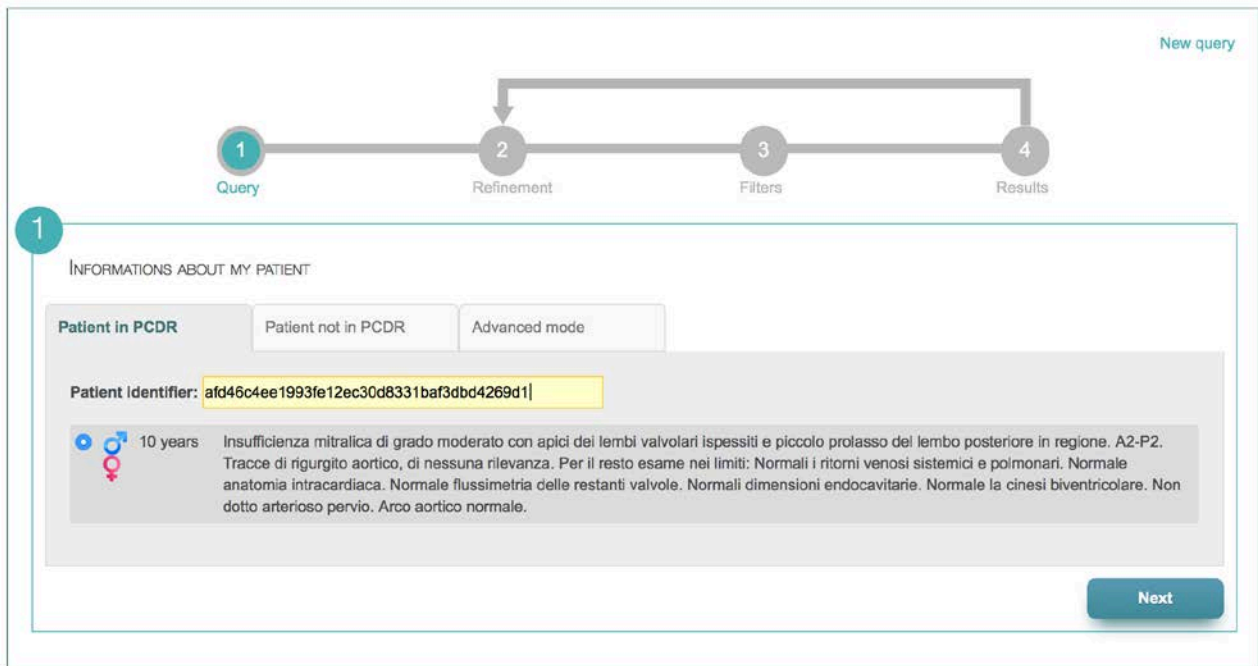 New query
1
2
3
4
Query
Refinement
Filters
Results
1
INFORMATIONS ABOUT MY PATIENT
Patient in PCDR
Patient not in PCDR
Advanced mode
Patient identifier: afd46c4ee1993fe12ec30d8331baf3dbd4269d1
10 years
Insufficienza mitralica di grado moderato con apici dei lembi valvolari ispessiti e piccolo prolasso del lembo posteriore in regione. A2-P2.
Tracce di rigurgito aortico, di nessuna rilevanza. Per il resto esame nei limiti: Normali i ritorni venosi sistemici e polmonari. Normale
anatomia intracardiaca. Normale flussimetria delle restanti valvole. Normali dimensioni endocavitarie. Normale la cinesi biventricolare. Non
dotto arterioso pervio. Arco aortico normale.
Next